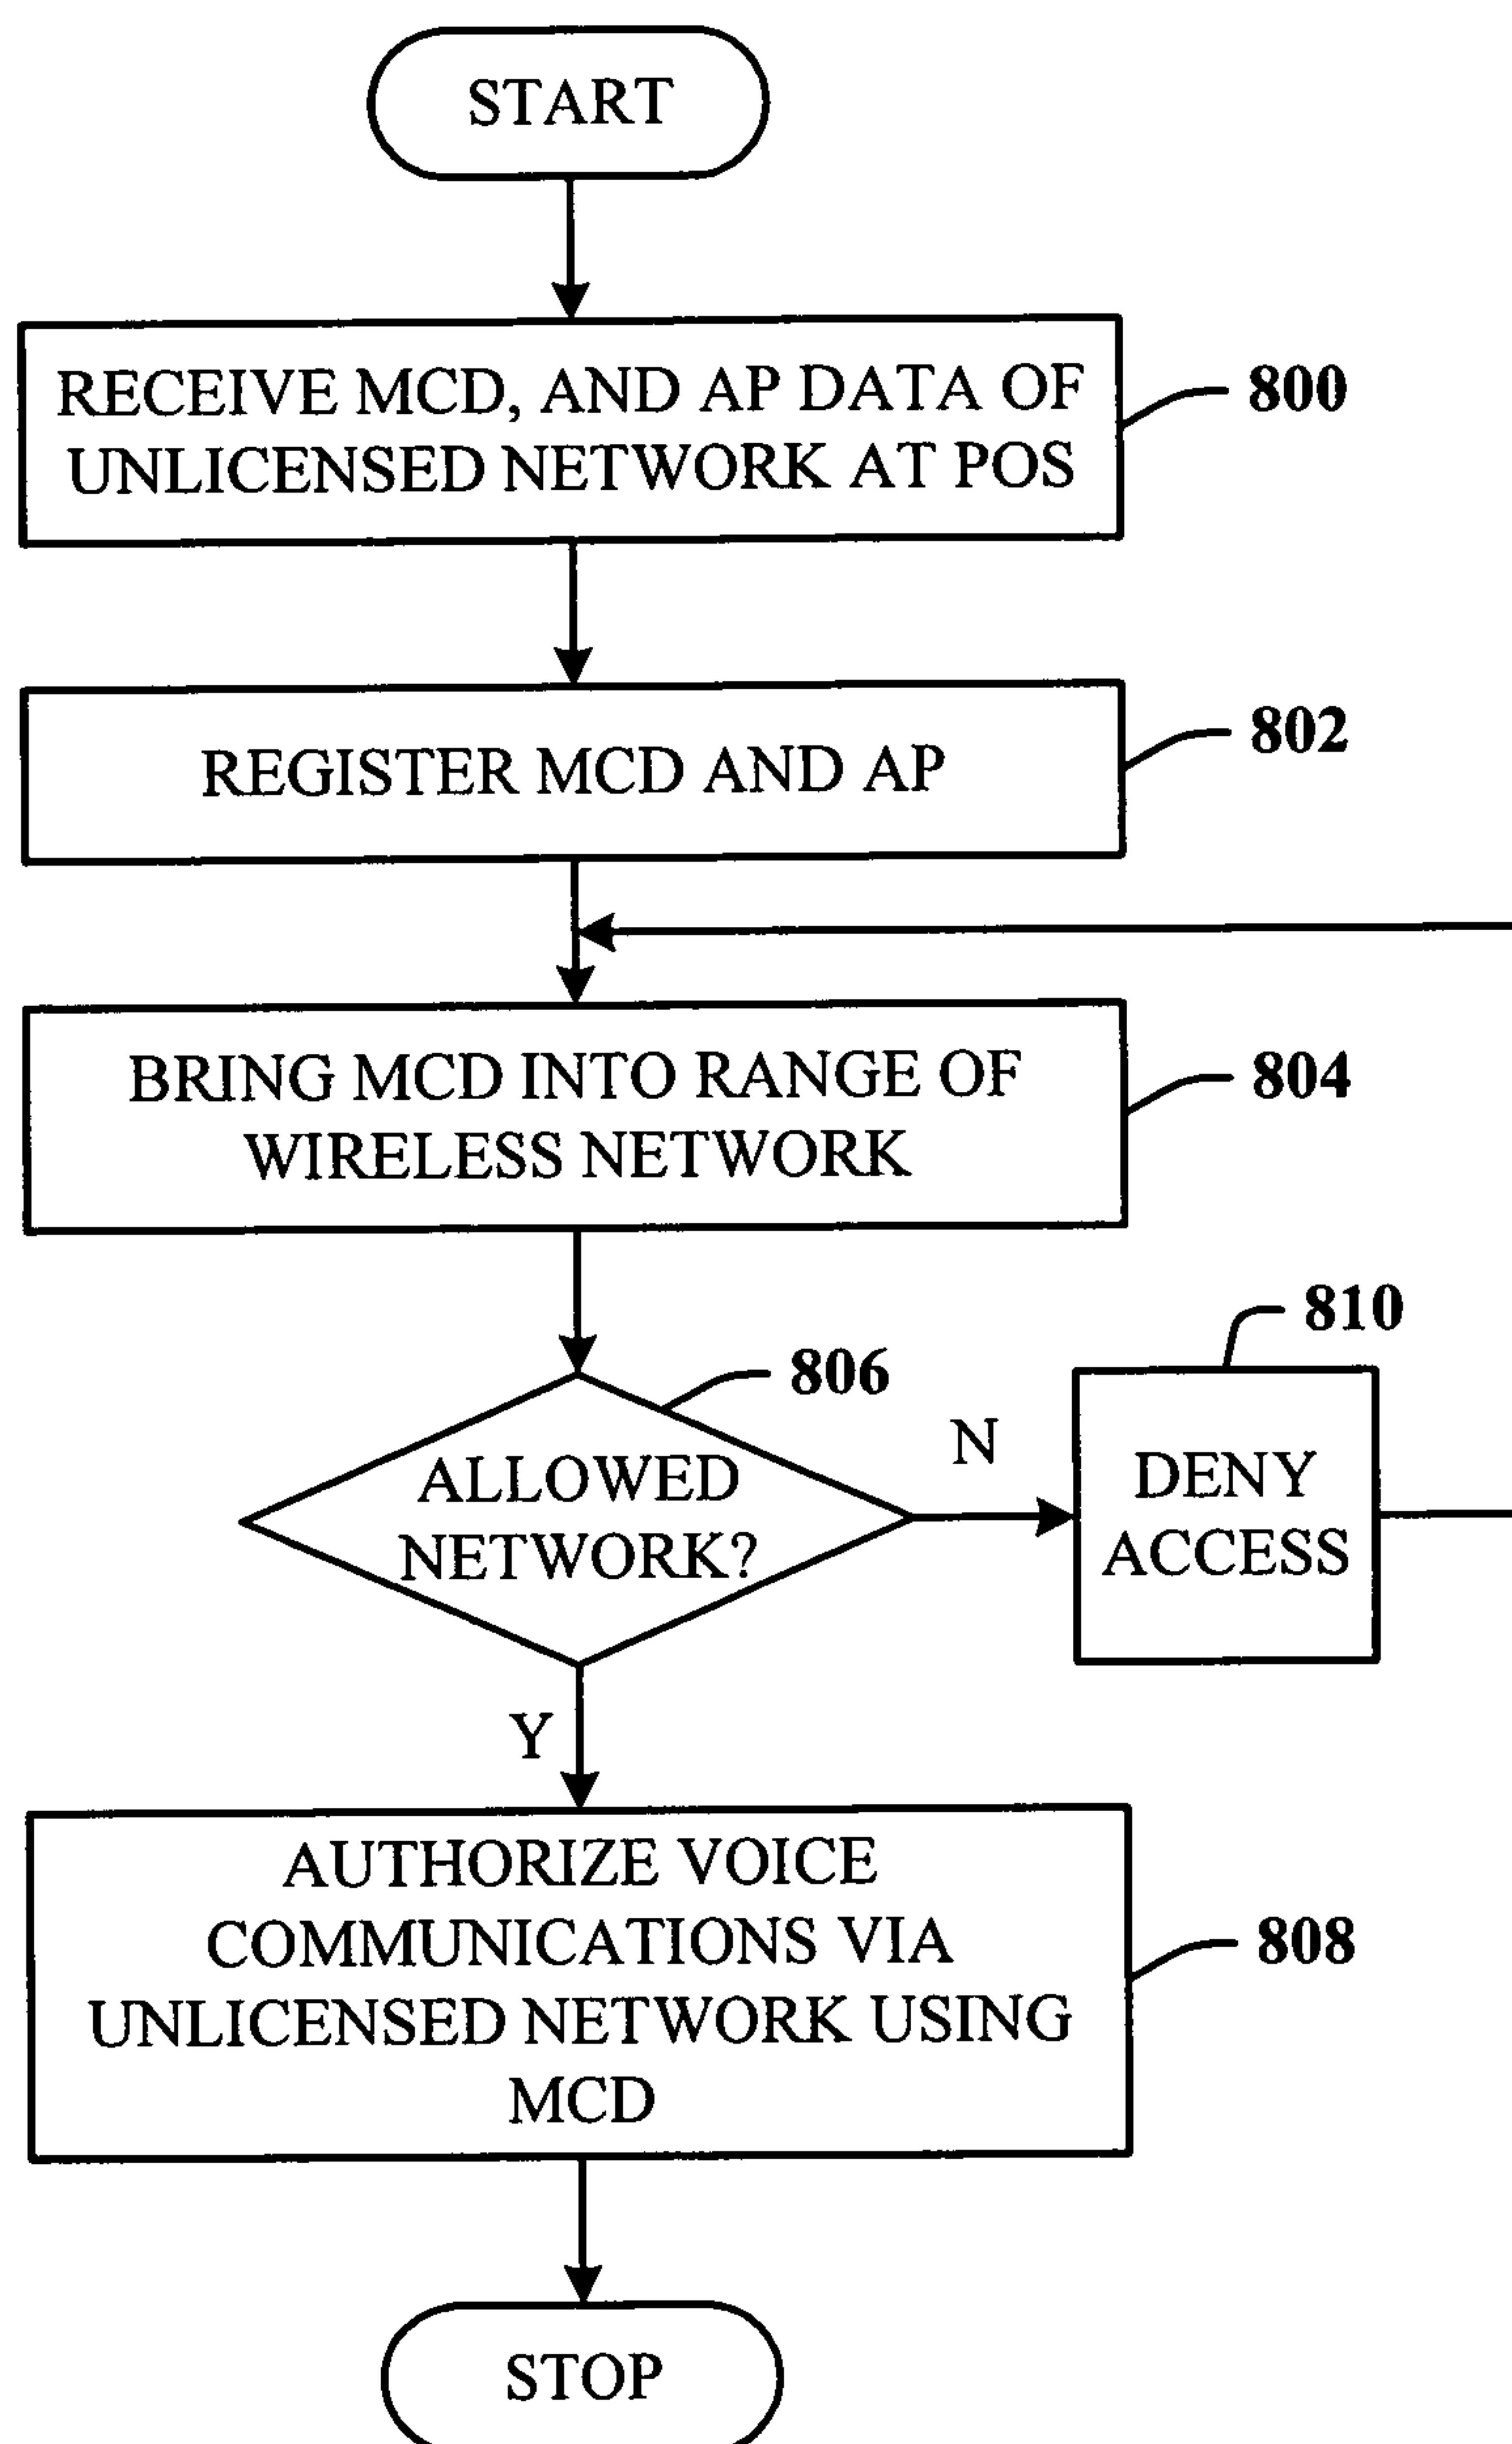 START
RECEIVE MCD, AND AP DATA OF
UNLICENSED NETWORK AT POS
800
REGISTER MCD AND AP
802
BRING MCD INTO RANGE OF
WIRELESS NETWORK
804
806
ALLOWED
NETWORK?
N
810
DENY
ACCESS
Y
AUTHORIZE VOICE
COMMUNICATIONS VIA
UNLICENSED NETWORK USING
MCD
808
STOP